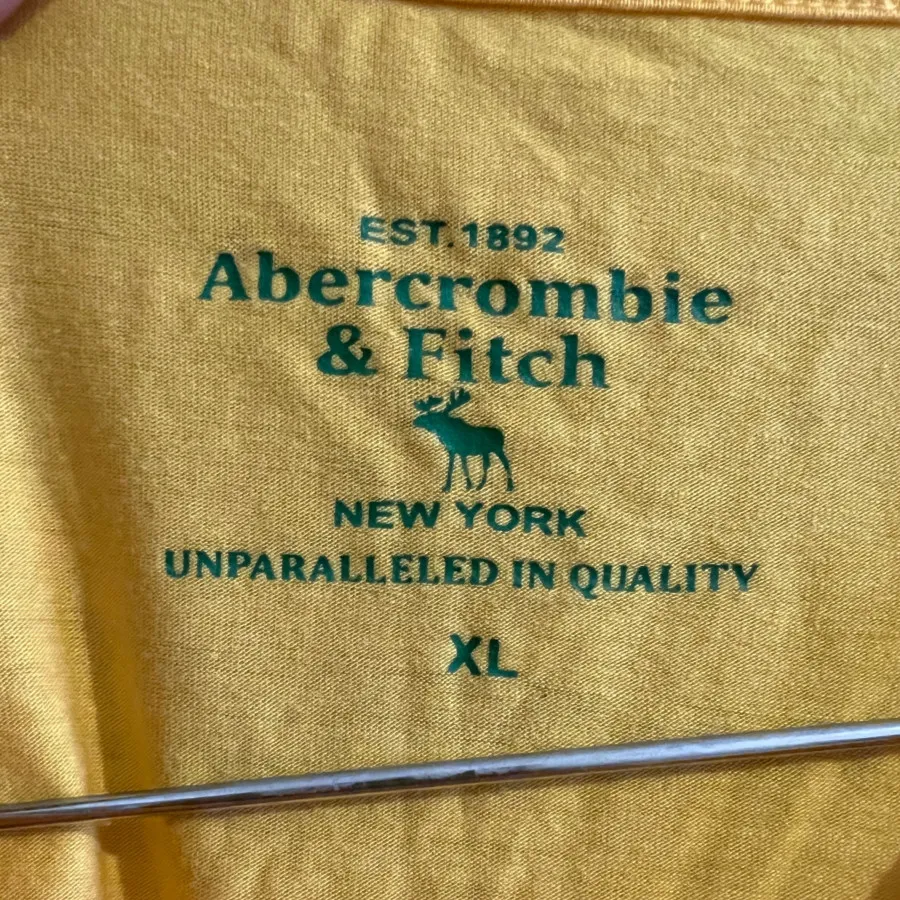 EST.1892
Abercrombie
& Fitch
NEW YORK
UNPARALLELED IN QUALITY
XL